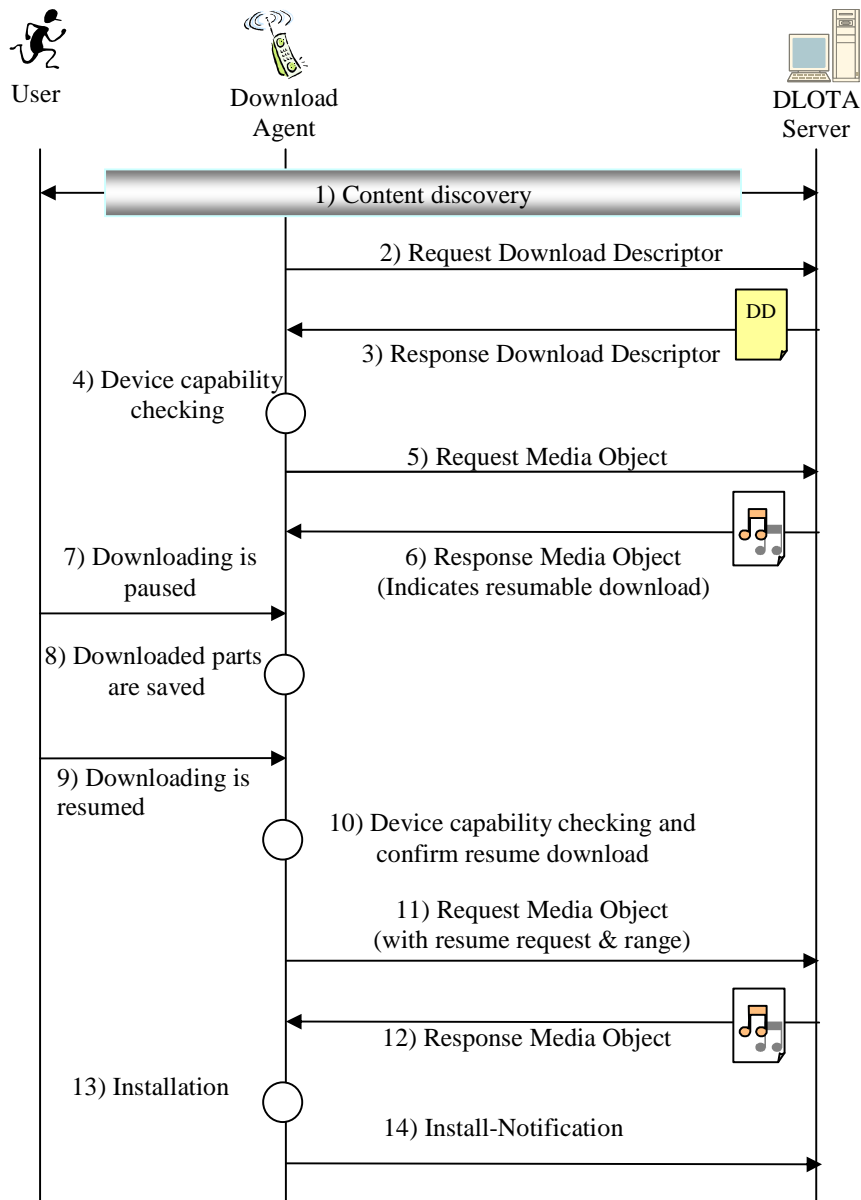 User
Download
Agent
DLOTA
Server
1) Content discovery
2) Request Download Descriptor
DD
3) Response Download Descriptor
4) Device capability
checking
5) Request Media Object
6) Response Media Object
(Indicates resumable download)
7) Downloading is
paused
8) Downloaded parts
are saved
9) Downloading is
resumed
10) Device capability checking and
confirm resume download
11) Request Media Object
(with resume request & range)
12) Response Media Object
13) Installation
14) Install-Notification